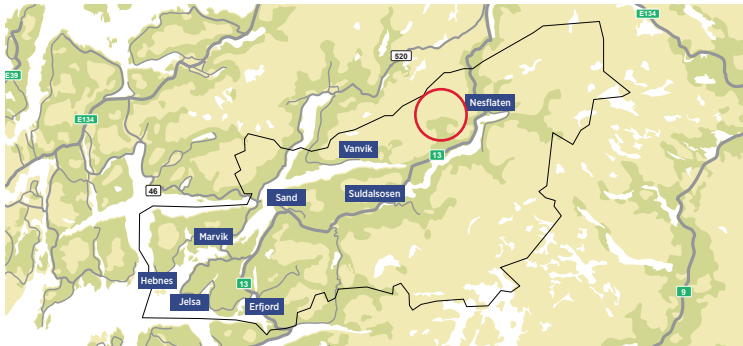 E134
520
E39
Nesflaten
E134
Vanvik
13
46
Suldalsosen
Sand
Marvik
Hebnes
13
9
Jelsa
Erfjord